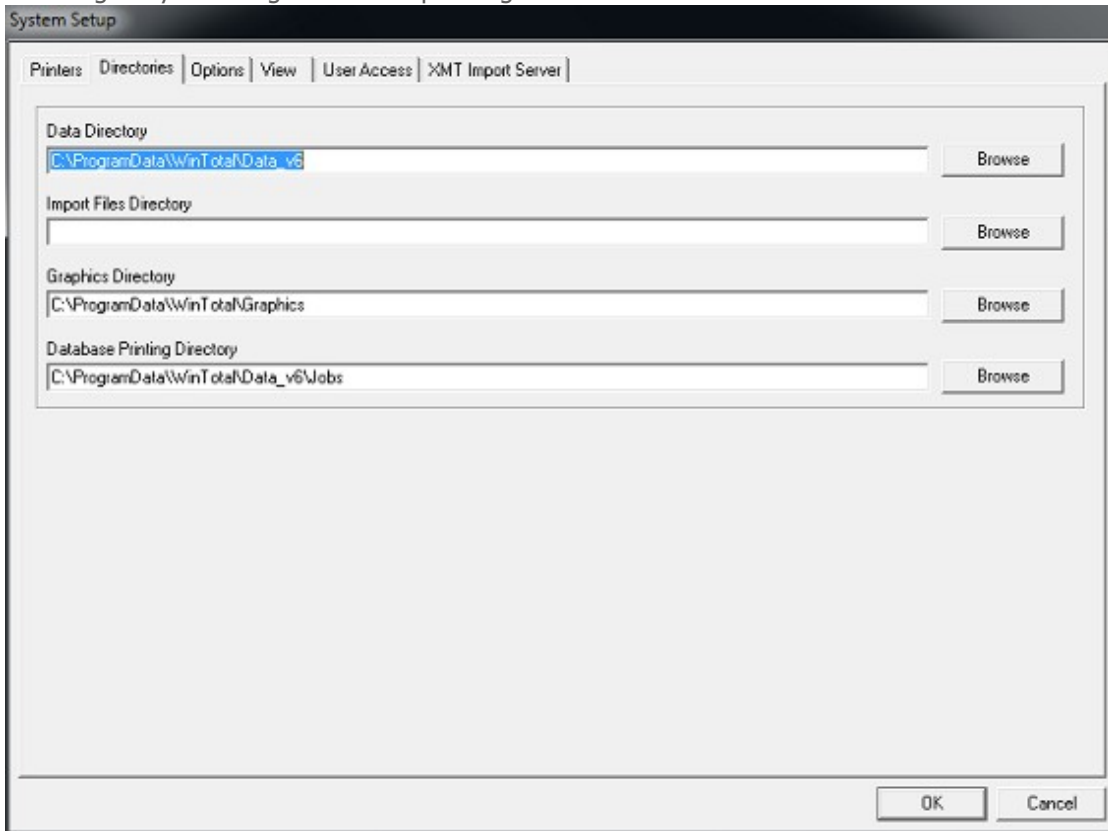 System Setup
Printers Directories Options View User Access XMT Import Server
Data Directory
C:\ProgramData\WinTotal\Data_v6 Browse
Import Files Directory
Browse
Graphics Directory
C:\ProgramData\WinTotal\Graphics Browse
Database Printing Directory
C:\ProgramData\WinTotal\Data_v6\Jobs Browse
OK Cancel